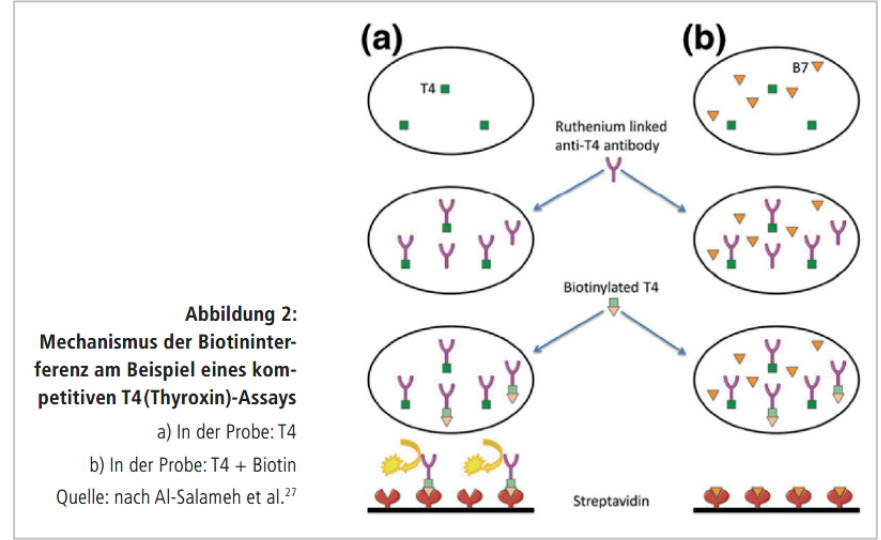 (a)
(b)
T4
B7
Ruthenium linked
anti-T4 antibody
Biotinylated T4
Streptavidin
Abbildung 2:
Mechanismus der Biotininter-
ferenz am Beispiel eines kom-
petitiven T4(Thyroxin)-Assays
a) In der Probe: T4
b) In der Probe: T4 + Biotin
Quelle: nach Al-Salameh et al.27